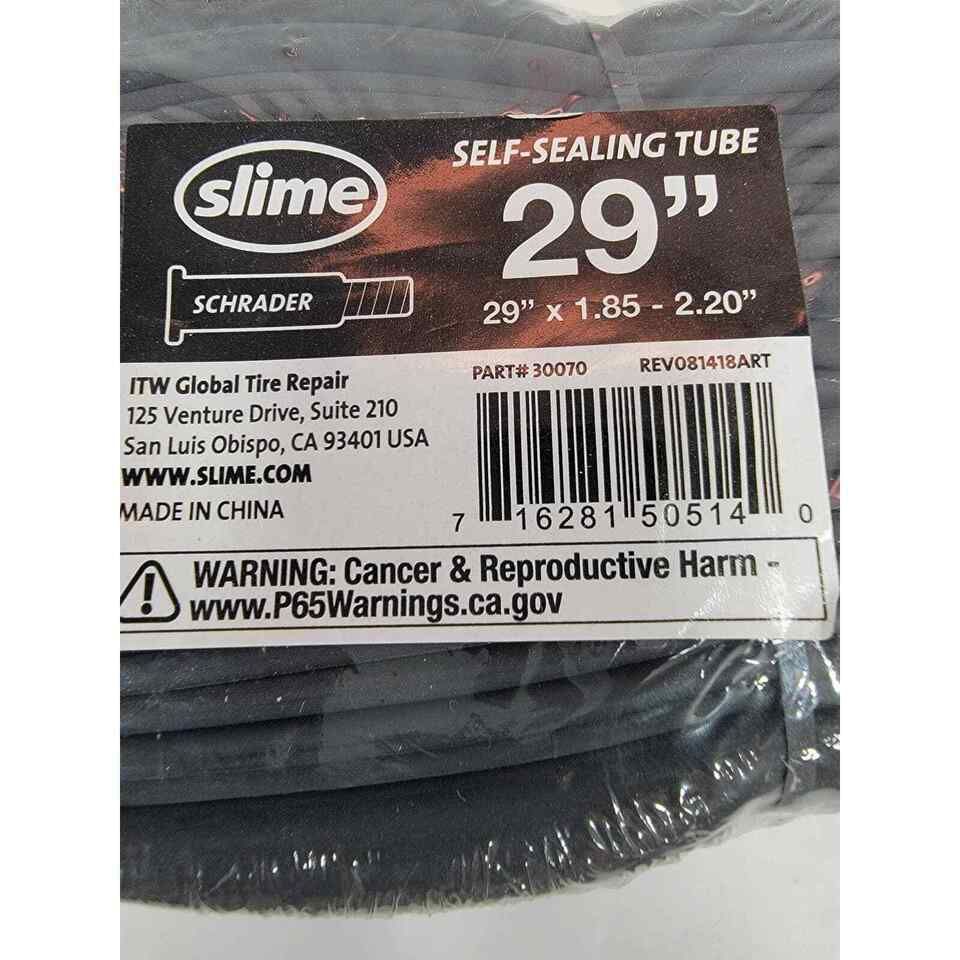 slime
SCHRADER
SELF-SEALING TUBE
29”
29” x 1.85 - 2.20”
ITW Global Tire Repair
125 Venture Drive, Suite 210
San Luis Obispo, CA 93401 USA
WWW.SLIME.COM
MADE IN CHINA
PART# 30070 REV081418ART
7 16281 50514 0
WARNING: Cancer & Reproductive Harm -
www.P65Warnings.ca.gov